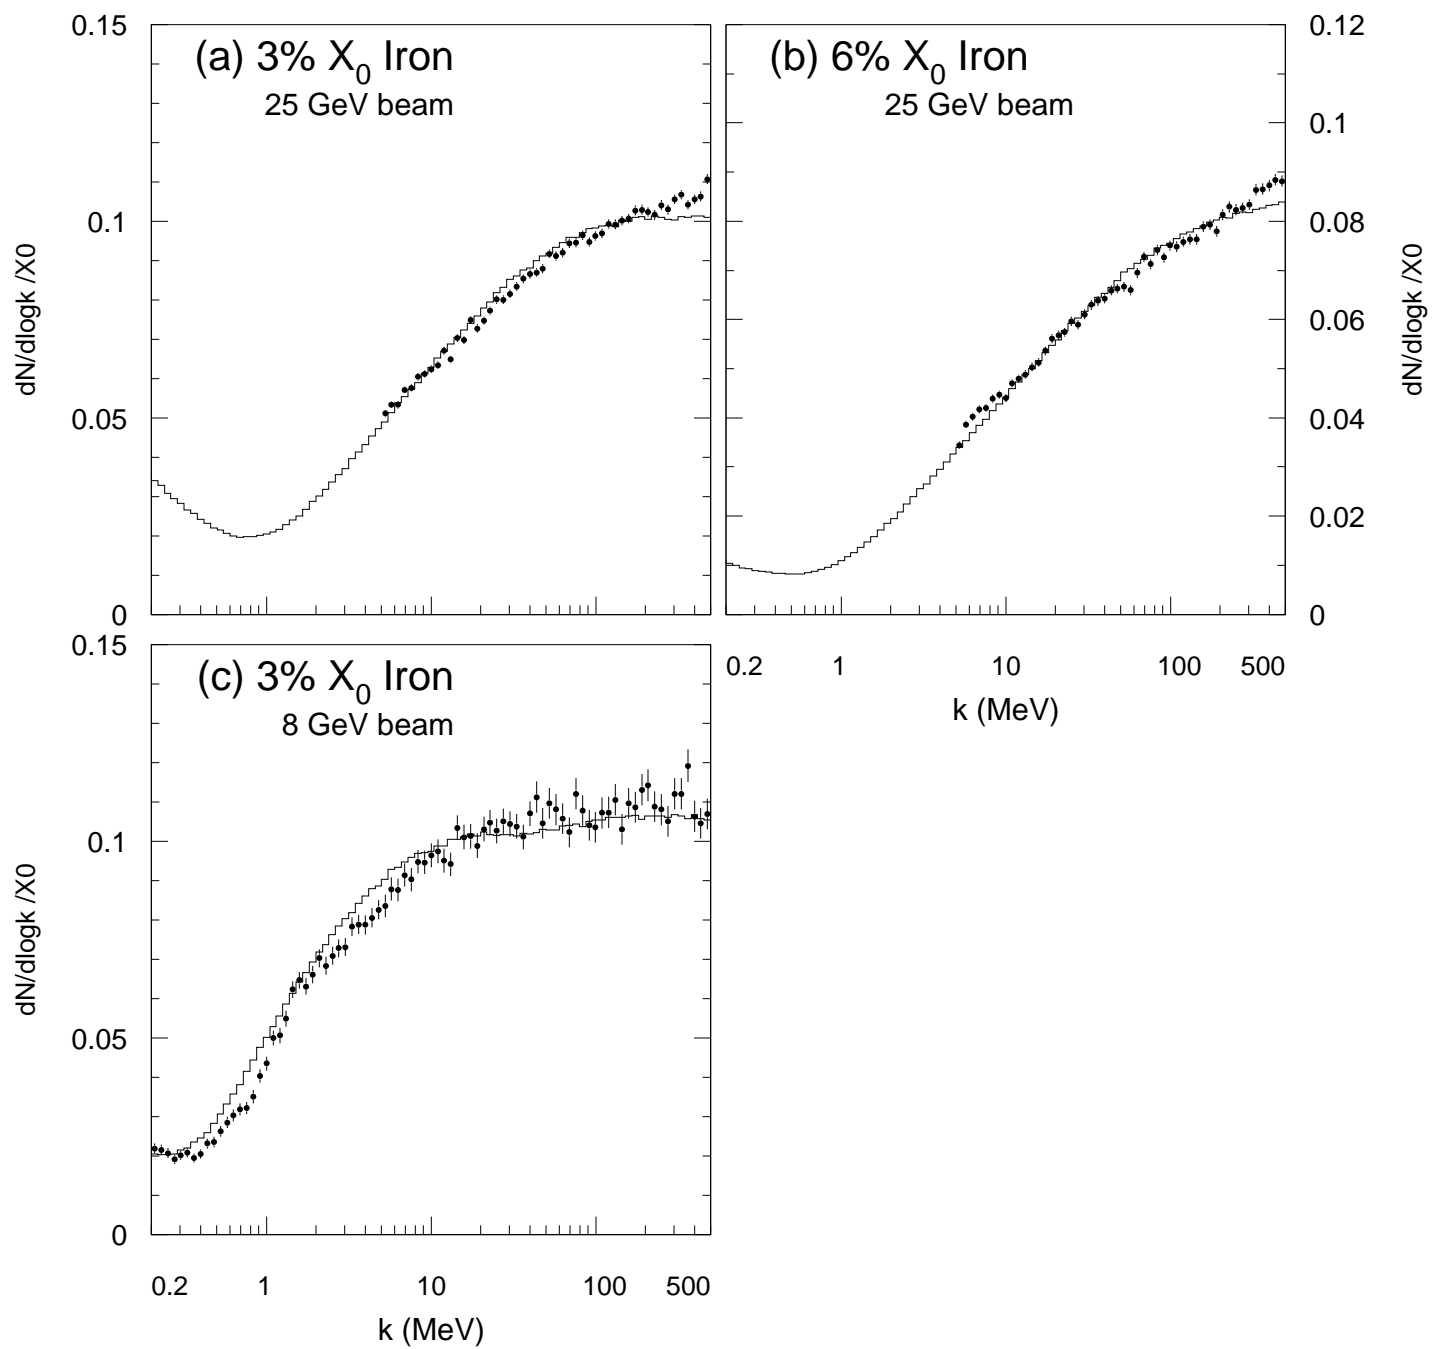 (a) 3% X0 Iron
25 GeV beam
0.15
0.1
0.05
0
dN/dlogk /X0
(b) 6% X0 Iron
25 GeV beam
0.12
0.1
0.08
0.06
0.04
0.02
0
dN/dlogk /X0
0.2 1 10 100 500
k (MeV)
(c) 3% X0 Iron
8 GeV beam
0.15
0.1
0.05
0
dN/dlogk /X0
0.2 1 10 100 500
k (MeV)